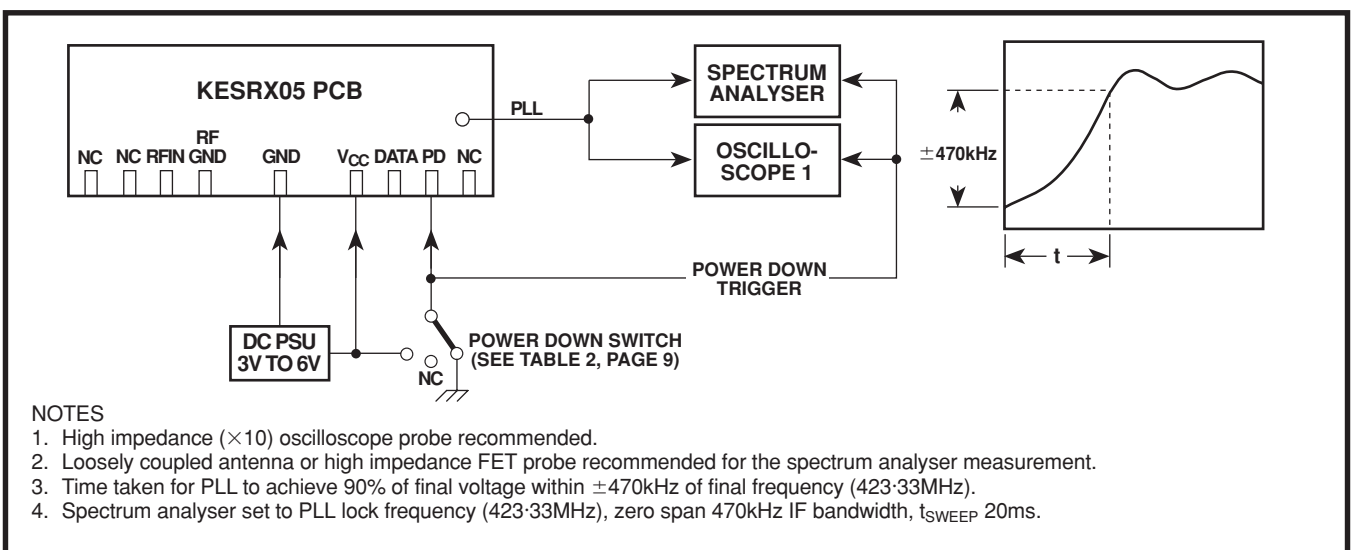 KESRX05 PCB
PLL
SPECTRUM
ANALYSER
OSCILLO-
SCOPE 1
NC NC RFIN RF GND GND VCC DATA PD NC
±470kHz
t
POWER DOWN
TRIGGER
DC PSU
3V TO 6V
NC
POWER DOWN SWITCH
(SEE TABLE 2, PAGE 9)
NOTES
1. High impedance (×10) oscilloscope probe recommended.
2. Loosely coupled antenna or high impedance FET probe recommended for the spectrum analyser measurement.
3. Time taken for PLL to achieve 90% of final voltage within ±470kHz of final frequency (423·33MHz).
4. Spectrum analyser set to PLL lock frequency (423·33MHz), zero span 470kHz IF bandwidth, tSWEEP 20ms.